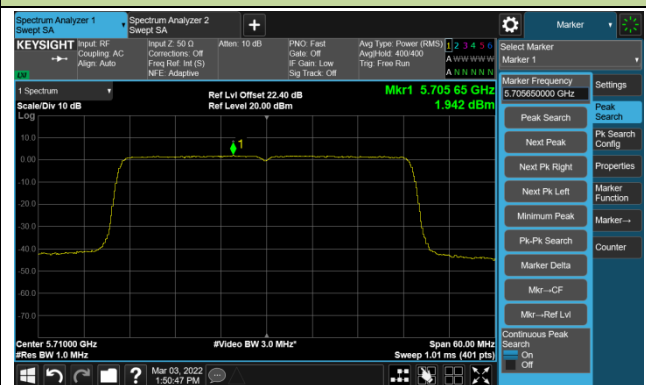 Spectrum Analyzer 1
Swept SA
Spectrum Analyzer 2
Swept SA
Marker
KEYSIGHT
Input: RF
Coupling: AC
Align: Auto
Input Z: 50 Ω
Corrections: Off
Freq Ref: Int (S)
NFE: Adaptive
Atten: 10 dB
PNO: Fast
Gate: Off
IF Gain: Low
Sig Track: Off
Avg Type: Power (RMS)
Avg|Hold: 400/400
Trig: Free Run
1 2 3 4 5 6
A W W W W W
A N N N N N
LXI
Select Marker
Marker 1
1 Spectrum
Scale/Div 10 dB
Log
Ref Lvl Offset 22.40 dB
Ref Level 20.00 dBm
Mkr1 5.705 65 GHz
1.942 dBm
10.0
0.00
-10.0
-20.0
-30.0
-40.0
-50.0
-60.0
-70.0
1
Center 5.71000 GHz
#Res BW 1.0 MHz
#Video BW 3.0 MHz*
Span 60.00 MHz
Sweep 1.01 ms (401 pts)
Marker Frequency
5.705650000 GHz
Peak Search
Next Peak
Next Pk Right
Next Pk Left
Minimum Peak
Pk-Pk Search
Marker Delta
Mkr→CF
Mkr→Ref Lvl
Continuous Peak
Search
On
Off
Settings
Peak
Search
Pk Search
Config
Properties
Marker
Function
Marker→
Counter
Mar 03, 2022
1:50:47 PM